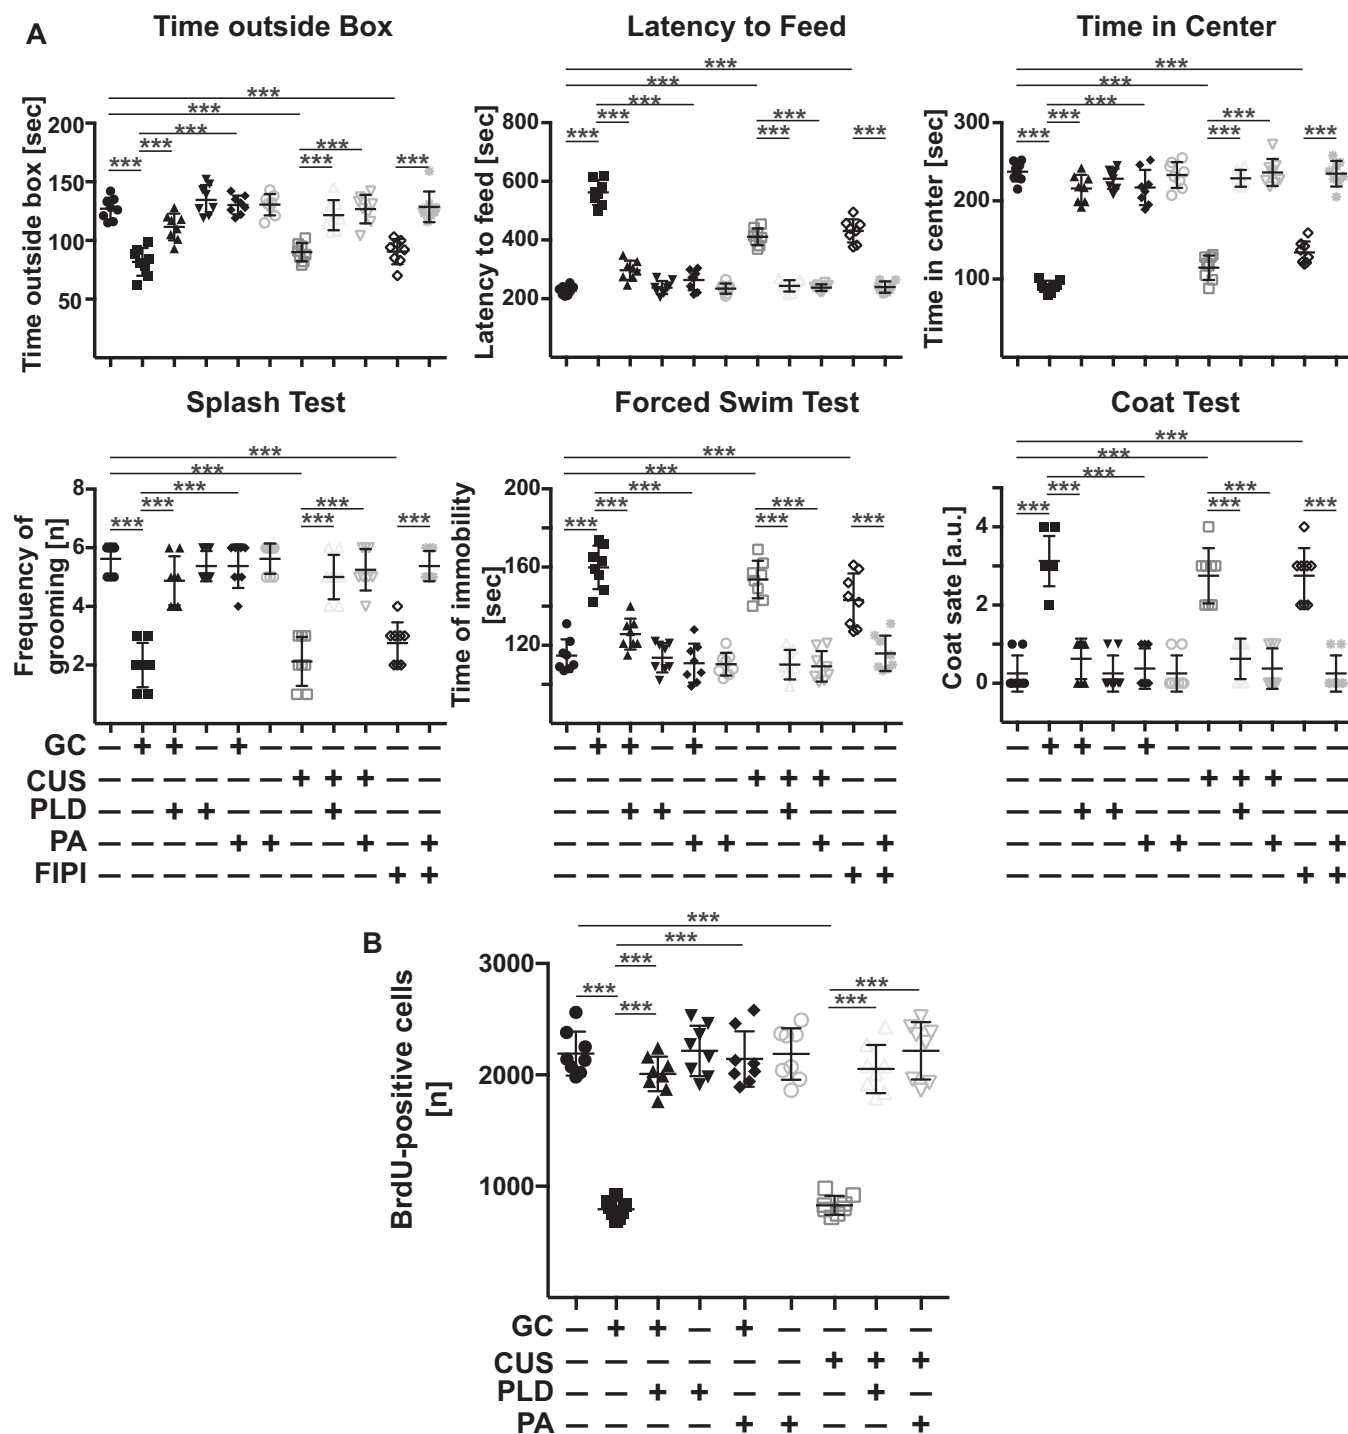 A
Time outside Box
Latency to Feed
Time in Center
Time outside box [sec]
200
150
100
50
*** *** *** *** *** *** *** *** ***
Latency to feed [sec]
800
600
400
200
*** *** *** *** *** *** *** ***
Time in center [sec]
300
200
100
*** *** *** *** *** *** *** ***
Splash Test
Forced Swim Test
Coat Test
Frequency of
grooming [n]
8
6
4
2
*** *** *** *** *** *** *** ***
Time of immobility
[sec]
200
160
120
*** *** *** *** *** *** *** ***
Coat sate [a.u.]
4
2
0
*** *** *** *** *** *** *** ***
GC — + + — + — — — — — — — + + — + — — — — — — — + + — + — — — — — —
CUS — — — — — — + + + — — — — — — — — + + + — — — — — — — — + + + — —
PLD — — + + — — — + — — — — — + + — — — + — — — — — + + — — — + — — —
PA — — — — + + — — + — + — — — — + + — — + — + — — — — + + — — + — +
FIPI — — — — — — — — — + + — — — — — — — — — + + — — — — — — — — — + +
B
BrdU-positive cells
[n]
3000
2000
1000
*** *** *** *** *** *** ***
GC — + + — + — — — —
CUS — — — — — — + + +
PLD — — + + — — — + —
PA — — — — + + — — +